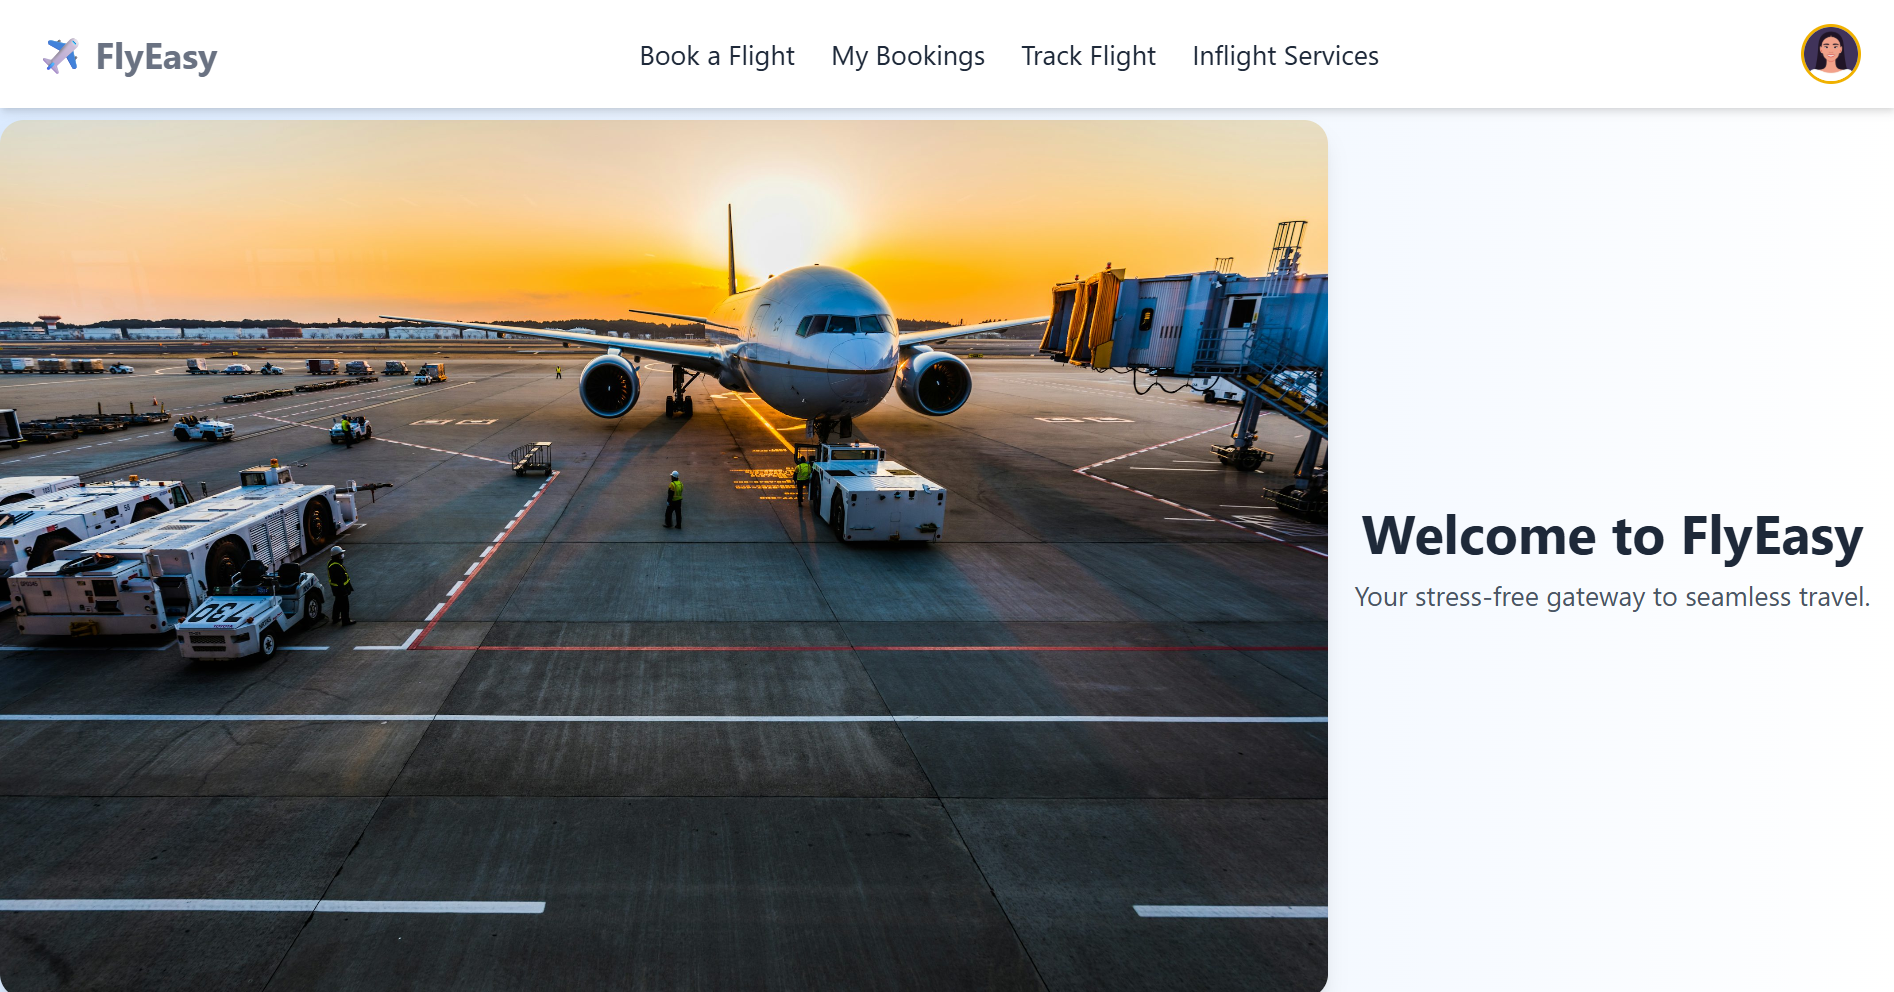 FlyEasy
Book a Flight
My Bookings
Track Flight
Inflight Services
Welcome to FlyEasy
Your stress-free gateway to seamless travel.
730